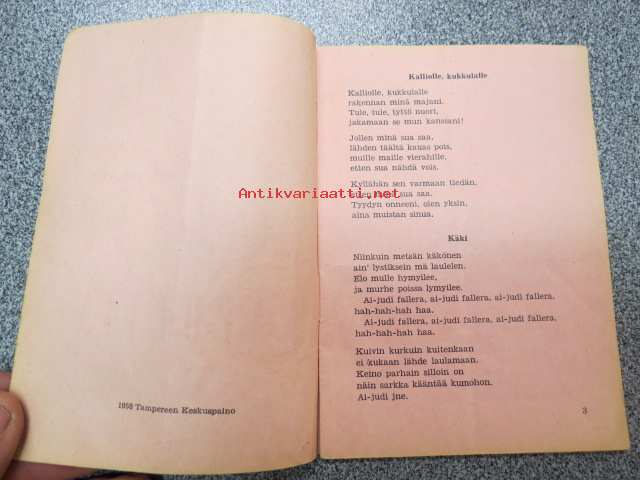 1958 Tampereen Keskuspaino
Kalliolle, kukkulalle
Kalliolle, kukkulalle
rakennan minä majani.
Tule, tule, tyttö nuori,
jakamaan se mun kanssani!
Jollen minä sua saa,
lähden täältä kauas pois,
muille maille vierahille,
etten sua nähdä vois.
Kyllähän sen varmaan tiedän,
sua saa.
Tyydyn onneeni, olen yksin,
aina muistan sinua.
Antikvariaatti.net
Käki
Niinkuin metsän käkönen
ain' lystiksein mä laulelen.
Elo mulle hymyilee,
ja murhe poissa lymyilee.
Ai-judi fallera, ai-judi fallera, ai-judi fallera,
hah-hah-hah haa.
Ai-judi fallera, ai-judi fallera, ai-judi fallera,
hah-hah-hah haa.
Kuivin kurkuin kuitenkaan
ei kukaan lähde laulamaan.
Keino parhain silloin on
näin sarkka kääntää kumohon.
Ai-judi jne.
3